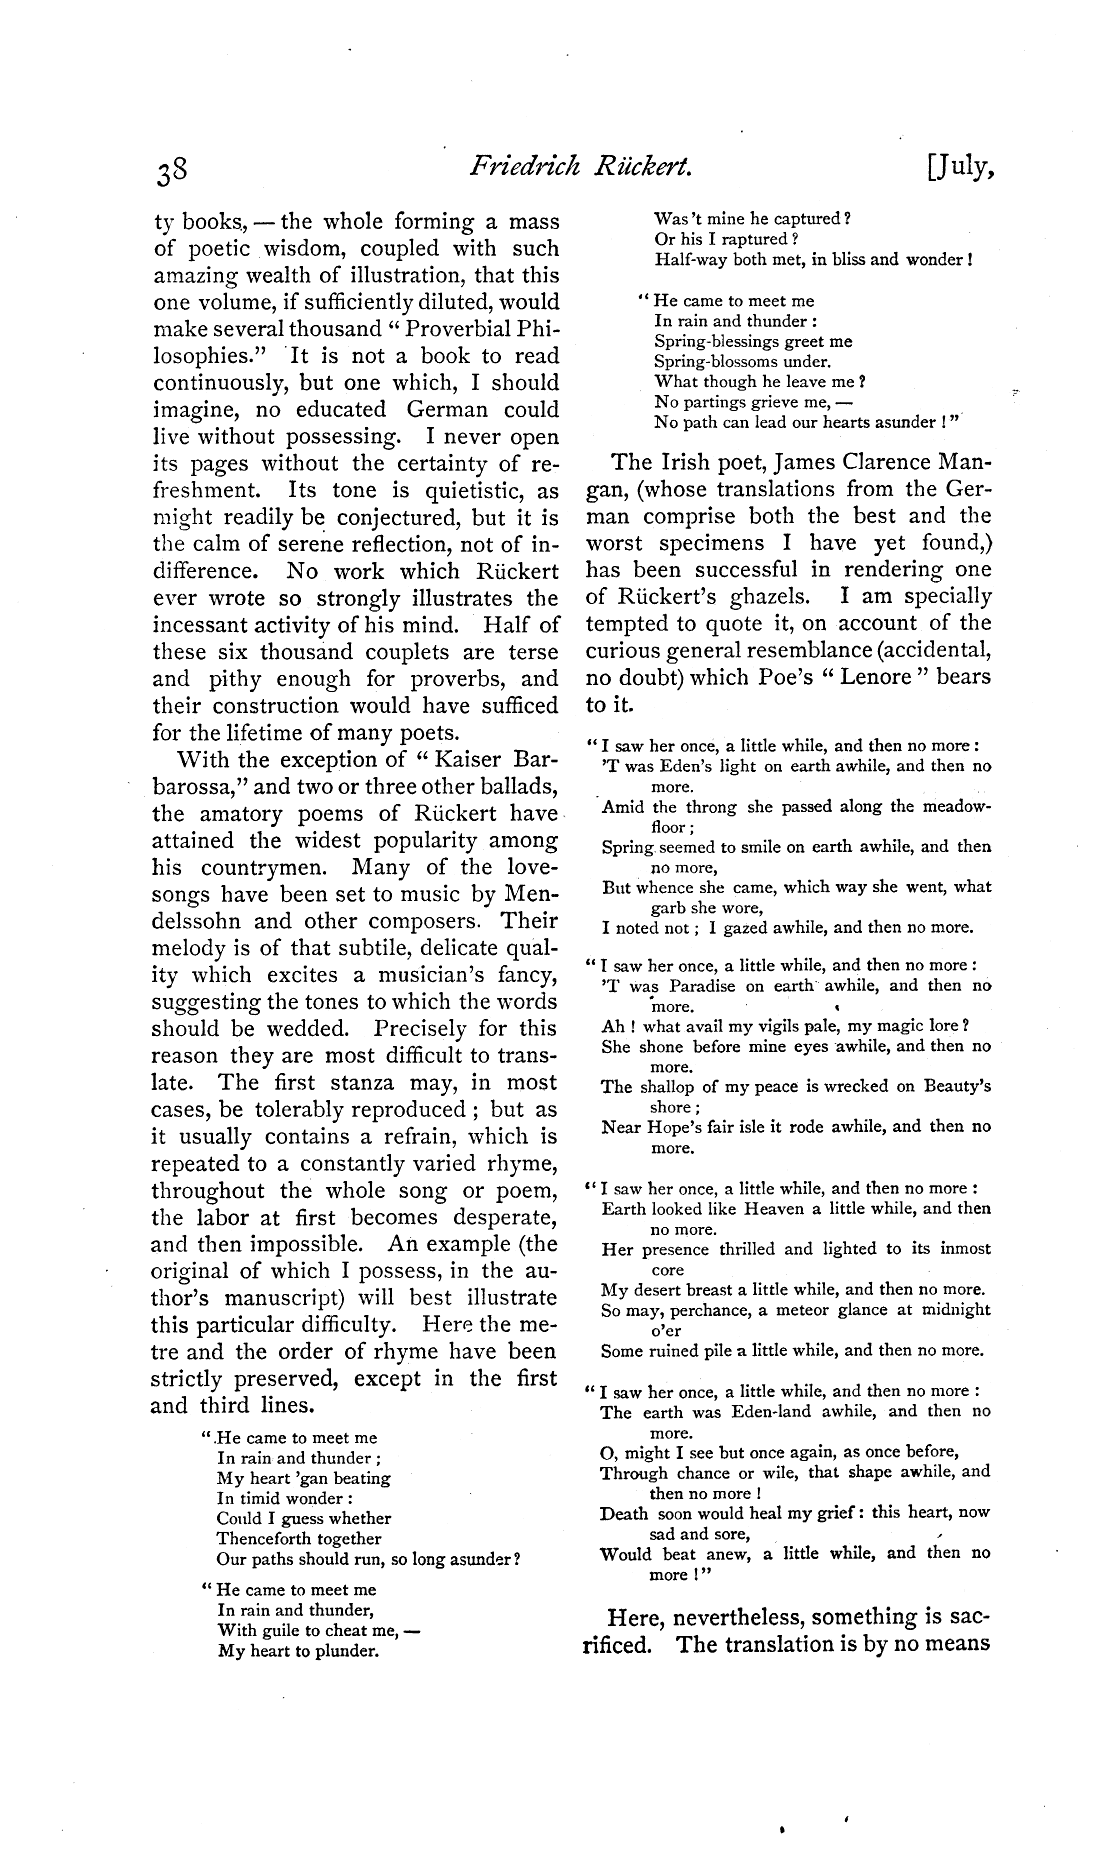 38
Friedrich Rückert.
[July,
ty books, — the whole forming a mass
of poetic wisdom, coupled with such
amazing wealth of illustration, that this
one volume, if sufficiently diluted, would
make several thousand “ Proverbial Phi-
losophies.” It is not a book to read
continuously, but one which, I should
imagine, no educated German could
live without possessing. I never open
its pages without the certainty of re-
freshment. Its tone is quietistic, as
might readily be conjectured, but it is
the calm of serene reflection, not of in-
difference. No work which Rückert
ever wrote so strongly illustrates the
incessant activity of his mind. Half of
these six thousand couplets are terse
and pithy enough for proverbs, and
their construction would have sufficed
for the lifetime of many poets.
With the exception of “ Kaiser Bar-
barossa,” and two or three other ballads,
the amatory poems of Rückert have
attained the widest popularity among
his countrymen. Many of the love-
songs have been set to music by Men-
delssohn and other composers. Their
melody is of that subtile, delicate qual-
ity which excites a musician’s fancy,
suggesting the tones to which the words
should be wedded. Precisely for this
reason they are most difficult to trans-
late. The first stanza may, in most
cases, be tolerably reproduced ; but as
it usually contains a refrain, which is
repeated to a constantly varied rhyme,
throughout the whole song or poem,
the labor at first becomes desperate,
and then impossible. An example (the
original of which I possess, in the au-
thor’s manuscript) will best illustrate
this particular difficulty. Here the me-
tre and the order of rhyme have been
strictly preserved, except in the first
and third lines.
“ He came to meet me
In rain and thunder ;
My heart ’gan beating
In timid wonder :
Could I guess whether
Thenceforth together
Our paths should run, so long asunder ?
“ He came to meet me
In rain and thunder,
With guile to cheat me, —
My heart to plunder.
Was ’t mine he captured ?
Or his I raptured ?
Half-way both met, in bliss and wonder !
“ He came to meet me
In rain and thunder :
Spring-blessings greet me
Spring-blossoms under.
What though he leave me ?
No partings grieve me, —
No path can lead our hearts asunder ! ”
The Irish poet, James Clarence Man-
gan, (whose translations from the Ger-
man comprise both the best and the
worst specimens I have yet found,)
has been successful in rendering one
of Rückert’s ghazels. I am specially
tempted to quote it, on account of the
curious general resemblance (accidental,
no doubt) which Poe’s “ Lenore ” bears
to it.
“ I saw her once, a little while, and then no more :
’T was Eden’s light on earth awhile, and then no
more.
Amid the throng she passed along the meadow-
floor ;
Spring seemed to smile on earth awhile, and then
no more,
But whence she came, which way she went, what
garb she wore,
I noted not ; I gazed awhile, and then no more.
“ I saw her once, a little while, and then no more :
’T was Paradise on earth awhile, and then no
more.
Ah ! what avail my vigils pale, my magic lore ?
She shone before mine eyes awhile, and then no
more.
The shallop of my peace is wrecked on Beauty’s
shore ;
Near Hope’s fair isle it rode awhile, and then no
more.
“ I saw her once, a little while, and then no more :
Earth looked like Heaven a little while, and then
no more.
Her presence thrilled and lighted to its inmost
core
My desert breast a little while, and then no more.
So may, perchance, a meteor glance at midnight
o’er
Some ruined pile a little while, and then no more.
“ I saw her once, a little while, and then no more :
The earth was Eden-land awhile, and then no
more.
O, might I see but once again, as once before,
Through chance or wile, that shape awhile, and
then no more !
Death soon would heal my grief : this heart, now
sad and sore,
Would beat anew, a little while, and then no
more ! ”
Here, nevertheless, something is sac-
rificed. The translation is by no means